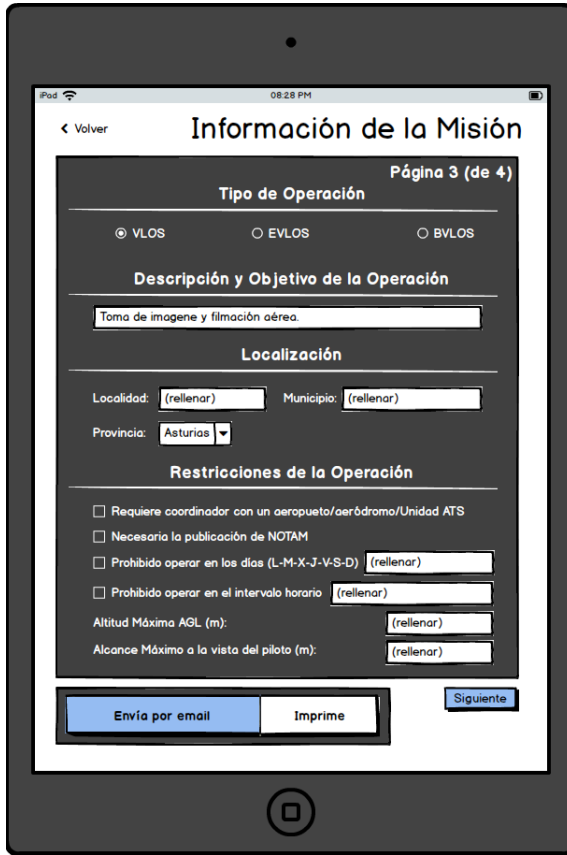 iPod 08:28 PM
Volver Información de la Misión
Página 3 (de 4)
Tipo de Operación
VLOS EVLOS BVLOS
Descripción y Objetivo de la Operación
Toma de imagene y filmación aérea.
Localización
Localidad: (rellenar) Municipio: (rellenar)
Provincia: Asturias
Restricciones de la Operación
Requiere coordinador con un aeropueto/aeródromo/Unidad ATS
Necesaria la publicación de NOTAM
Prohibido operar en los días (L-M-X-J-V-S-D) (rellenar)
Prohibido operar en el intervalo horario (rellenar)
Altitud Máxima AGL (m): (rellenar)
Alcance Máximo a la vista del piloto (m): (rellenar)
Siguiente
Envía por email Imprime